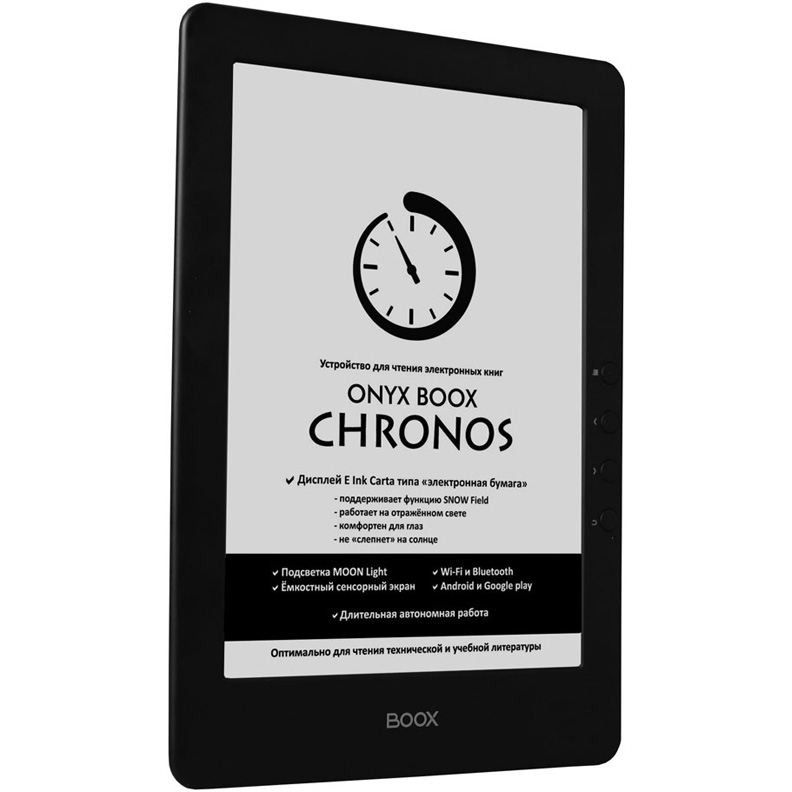 Устройство для чтения электронных книг
ONYX BOOX
CHRONOS
✓ Дисплей E Ink Carta типа «электронная бумага»
- поддерживает функцию SNOW Field
- работает на отражённом свете
- комфортен для глаз
- не «слепнет» на солнце
✓ Подсветка MOON Light
✓ Wi-Fi и Bluetooth
✓ Ёмкостный сенсорный экран
✓ Android и Google play
✓ Длительная автономная работа
Оптимально для чтения технической и учебной литературы
BOOX